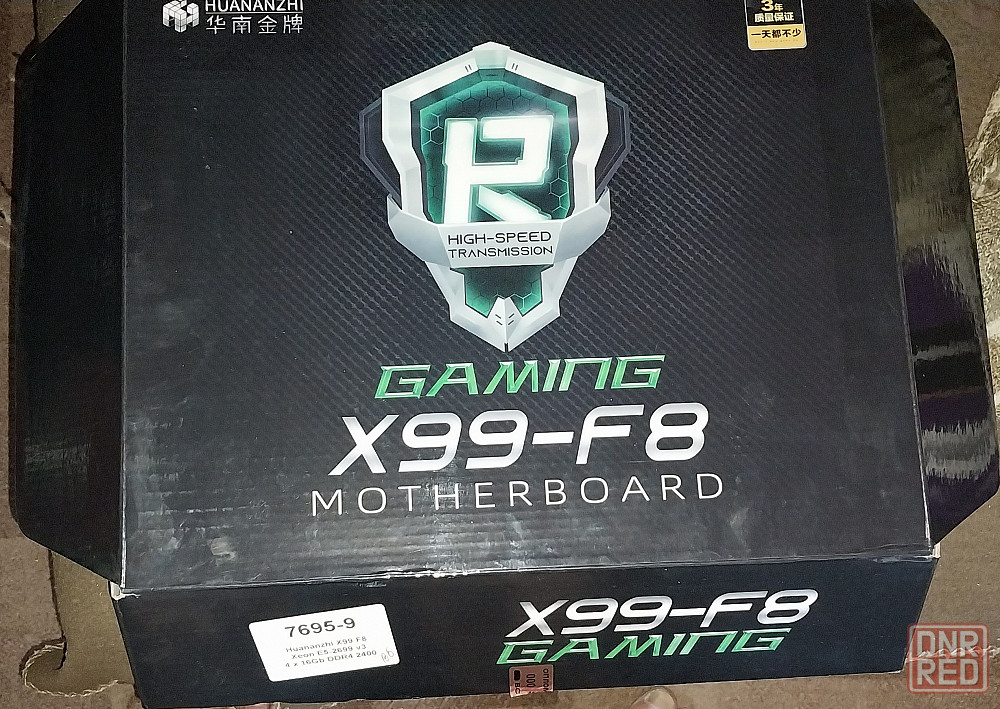 HUANANZHI
华南金牌
3年
质量保证
一天都不少
R
HIGH-SPEED
TRANSMISSION
GAMING
X99-F8
MOTHERBOARD
7695-9
Huananzhi X99 F8
Xeon E5-2699 v3
4 x 16Gb DDR4 2400
X99-F8
GAMING
DNR
RED